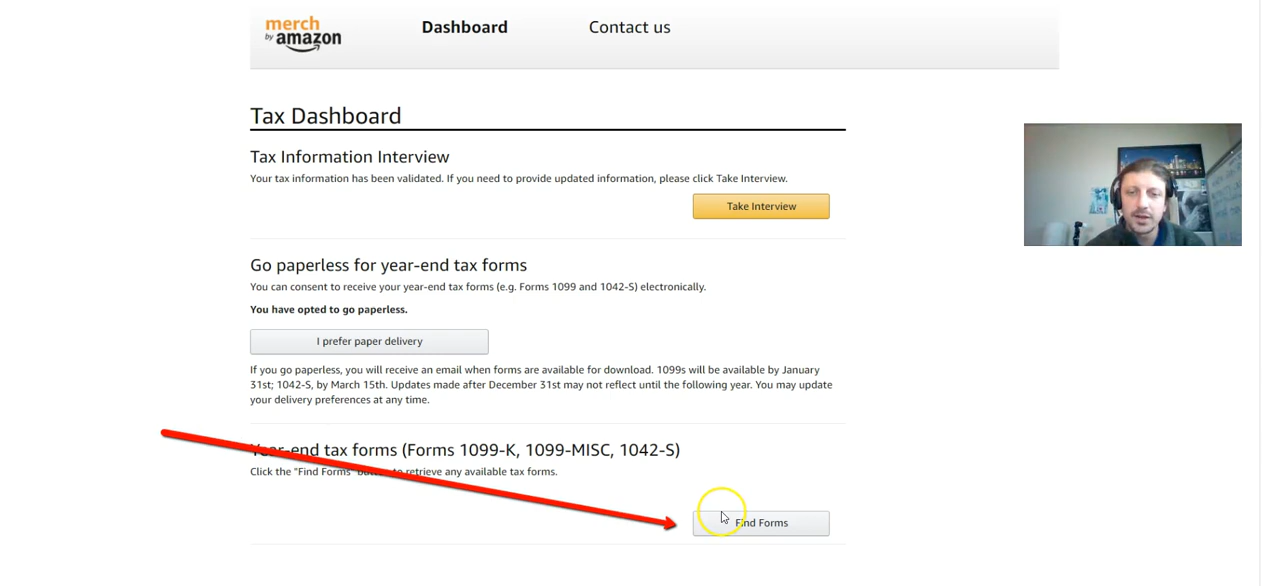 merch
by amazon
Dashboard
Contact us
Tax Dashboard
Tax Information Interview
Your tax information has been validated. If you need to provide updated information, please click Take Interview.
Take Interview
Go paperless for year-end tax forms
You can consent to receive your year-end tax forms (e.g. Forms 1099 and 1042-S) electronically.
You have opted to go paperless.
I prefer paper delivery
If you go paperless, you will receive an email when forms are available for download. 1099s will be available by January
31st; 1042-S, by March 15th. Updates made after December 31st may not reflect until the following year. You may update
your delivery preferences at any time.
Year-end tax forms (Forms 1099-K, 1099-MISC, 1042-S)
Click the "Find Forms" button to retrieve any available tax forms.
Find Forms